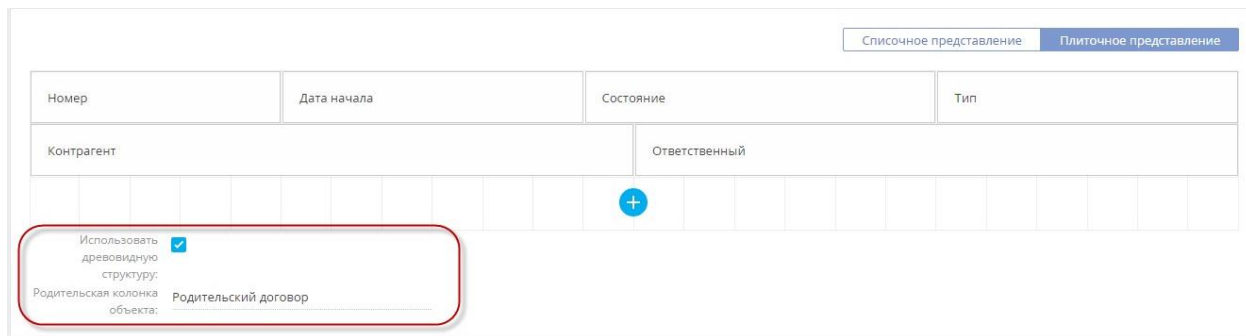 Списочное представление Плиточное представление
Номер Дата начала Состояние Тип
Контрагент Ответственный
Использовать
древовидную
структуру:
Родительская колонка
объекта:
Родительский договор